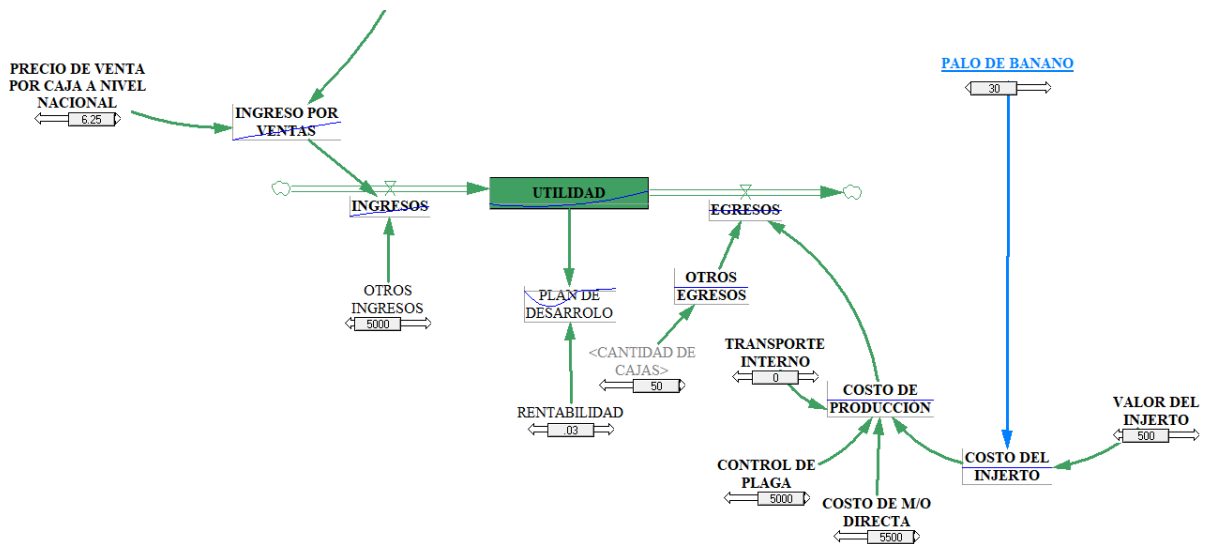 PRECIO DE VENTA
POR CAJA A NIVEL
NACIONAL
6.25
INGRESO POR
VENTAS
PALO DE BANANO
30
INGRESOS
UTILIDAD
EGRESOS
OTROS
INGRESOS
5000
PLAN DE
DESARROLO
OTROS
EGRESOS
RENTABILIDAD
.03
<CANTIDAD DE
CAJAS>
50
TRANSPORTE
INTERNO
0
COSTO DE
PRODUCCIÓN
VALOR DEL
INJERTO
500
COSTO DEL
INJERTO
CONTROL DE
PLAGA
5000
COSTO DE M/O
DIRECTA
5500